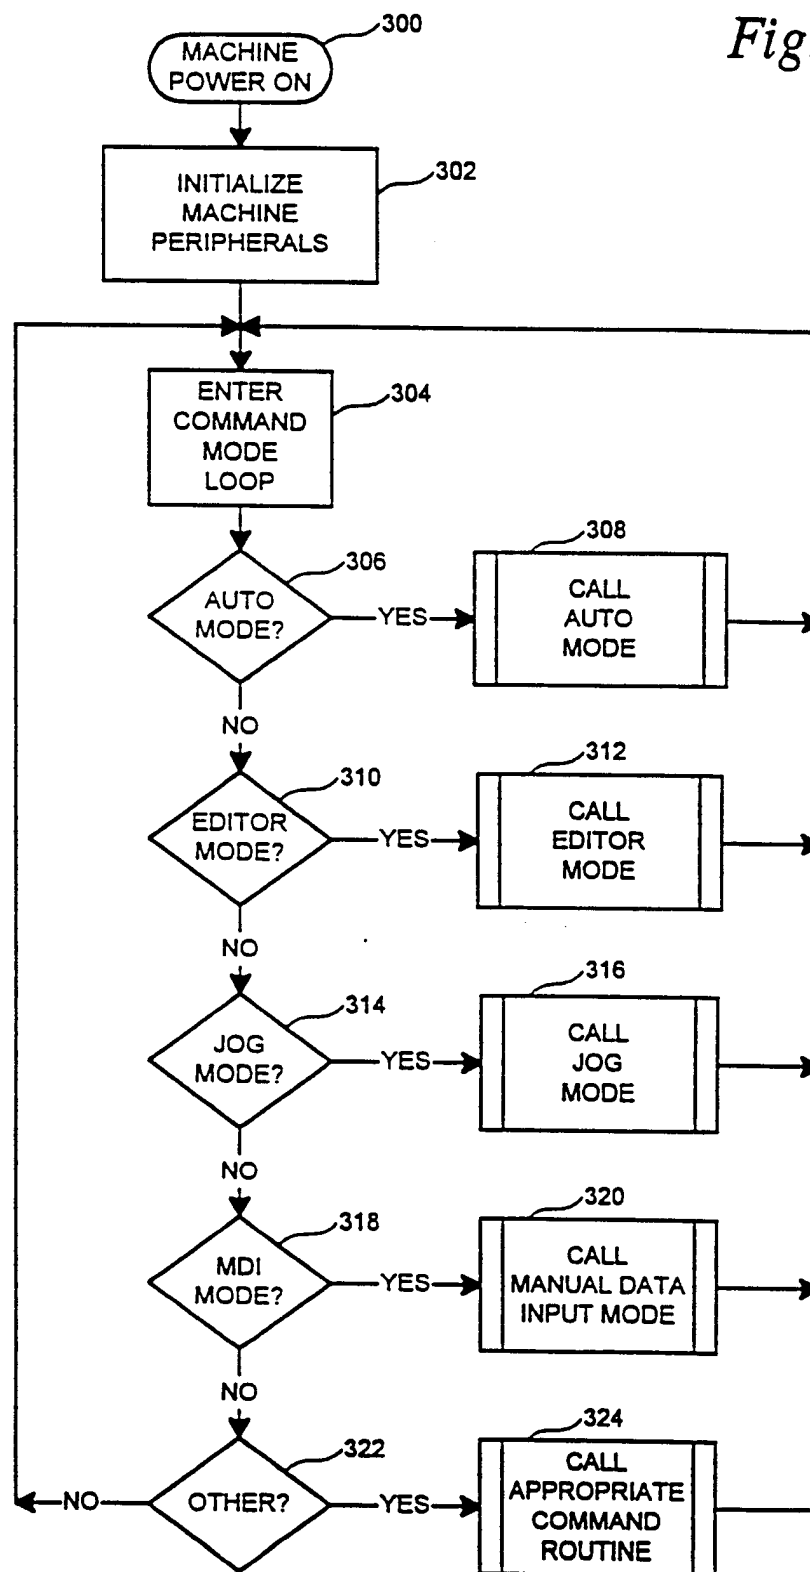 Fig.
300
MACHINE
POWER ON
302
INITIALIZE
MACHINE
PERIPHERALS
304
ENTER
COMMAND
MODE
LOOP
306
AUTO
MODE?
YES
308
CALL
AUTO
MODE
NO
310
EDITOR
MODE?
YES
312
CALL
EDITOR
MODE
NO
314
JOG
MODE?
YES
316
CALL
JOG
MODE
NO
318
MDI
MODE?
YES
320
CALL
MANUAL DATA
INPUT MODE
NO
322
OTHER?
NO
YES
324
CALL
APPROPRIATE
COMMAND
ROUTINE